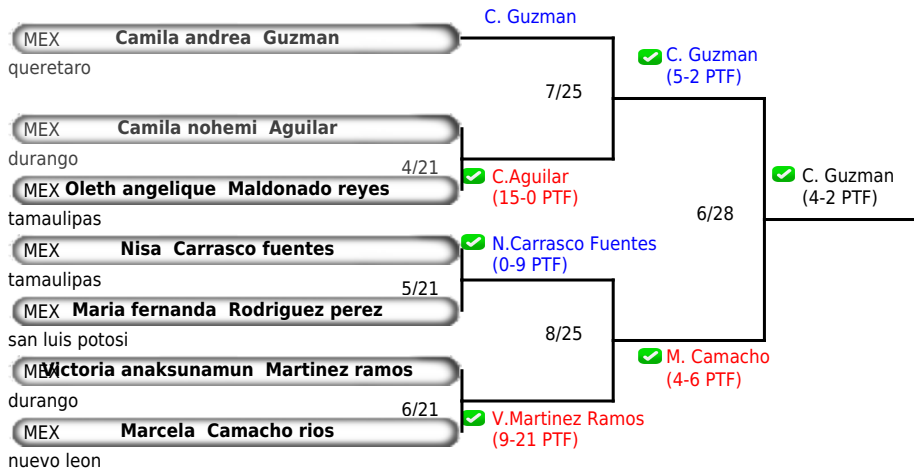 C. Guzman
MEX Camila andrea Guzman
queretaro
C. Guzman
(5-2 PTF)
7/25
MEX Camila nohemi Aguilar
durango
4/21
C.Aguilar
(15-0 PTF)
MEX Oleth angelique Maldonado reyes
tamaulipas
C. Guzman
(4-2 PTF)
6/28
MEX Nisa Carrasco fuentes
tamaulipas
N.Carrasco Fuentes
(0-9 PTF)
5/21
MEX Maria fernanda Rodriguez perez
san luis potosi
8/25
M. Camacho
(4-6 PTF)
MEX Victoria anaksunamun Martinez ramos
durango
6/21
V.Martinez Ramos
(9-21 PTF)
MEX Marcela Camacho rios
nuevo leon